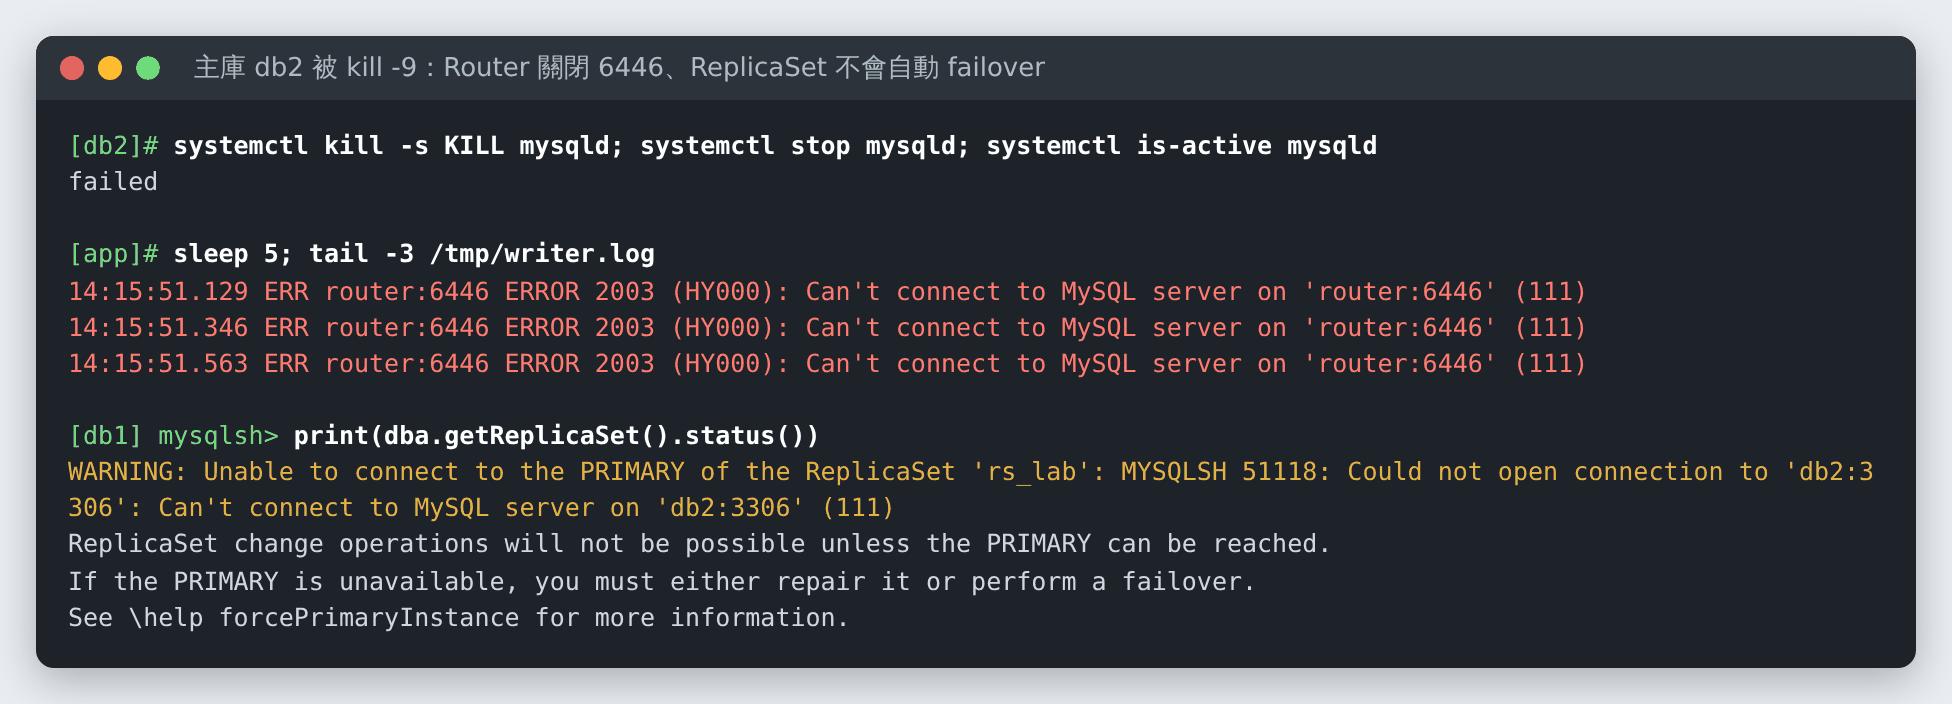 主庫 db2 被 kill -9：Router 關閉 6446、ReplicaSet 不會自動 failover
[db2]# systemctl kill -s KILL mysqld; systemctl stop mysqld; systemctl is-active mysqld
failed
[app]# sleep 5; tail -3 /tmp/writer.log
14:15:51.129 ERR router:6446 ERROR 2003 (HY000): Can't connect to MySQL server on 'router:6446' (111)
14:15:51.346 ERR router:6446 ERROR 2003 (HY000): Can't connect to MySQL server on 'router:6446' (111)
14:15:51.563 ERR router:6446 ERROR 2003 (HY000): Can't connect to MySQL server on 'router:6446' (111)
[db1] mysqlsh> print(dba.getReplicaSet().status())
WARNING: Unable to connect to the PRIMARY of the ReplicaSet 'rs_lab': MYSQLSH 51118: Could not open connection to 'db2:3
306': Can't connect to MySQL server on 'db2:3306' (111)
ReplicaSet change operations will not be possible unless the PRIMARY can be reached.
If the PRIMARY is unavailable, you must either repair it or perform a failover.
See \help forcePrimaryInstance for more information.